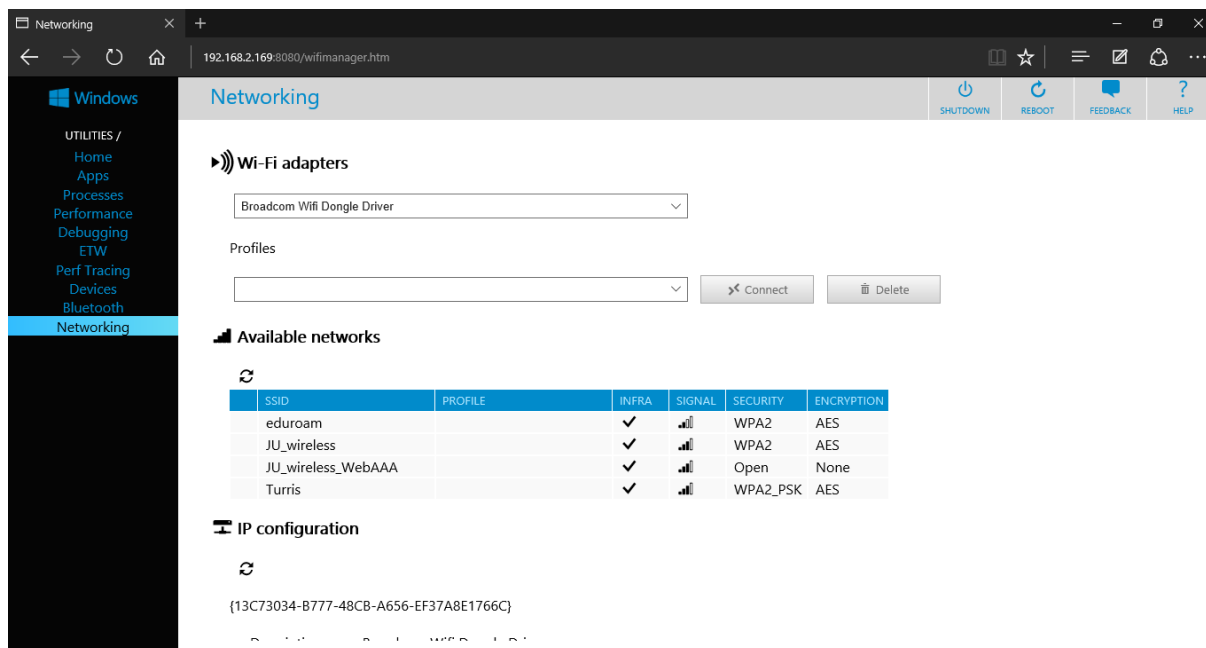 Networking
192.168.2.169:8080/wifimanager.htm
Windows
Networking
SHUTDOWN
REBOOT
FEEDBACK
?
HELP
UTILITIES /
Home
Apps
Processes
Performance
Debugging
ETW
Perf Tracing
Devices
Bluetooth
Networking
Wi-Fi adapters
Broadcom Wifi Dongle Driver
Profiles
Connect
Delete
Available networks
SSID PROFILE INFRA SIGNAL SECURITY ENCRYPTION
eduroam WPA2 AES
JU_wireless WPA2 AES
JU_wireless_WebAAA Open None
Turris WPA2_PSK AES
IP configuration
{13C73034-B777-48CB-A656-EF37A8E1766C}